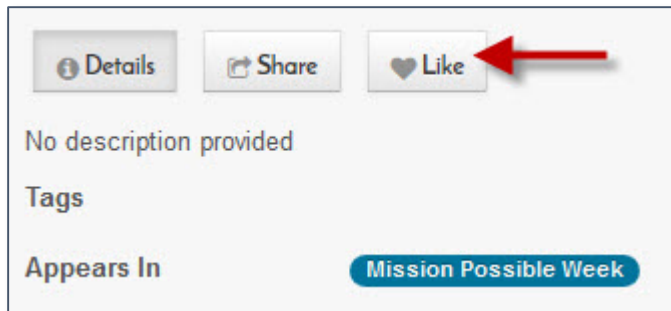 Details Share Like
No description provided
Tags
Appears In Mission Possible Week